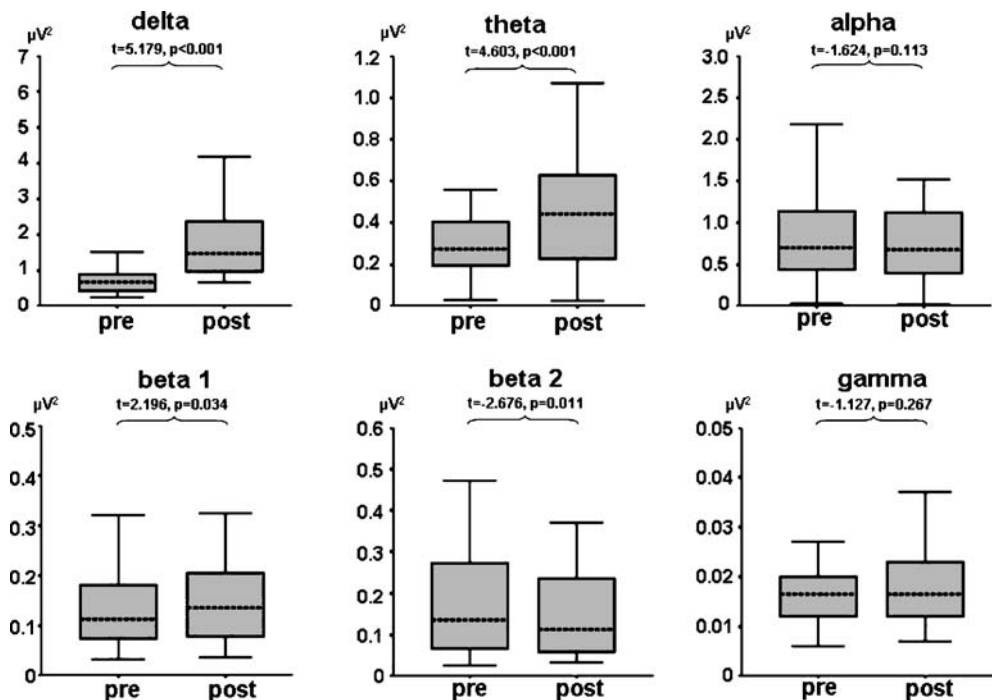 delta
µV²
t=5.179, p<0.001
7
6
5
4
3
2
1
0
pre post
theta
µV²
t=4.603, p<0.001
1.2
1.0
0.8
0.6
0.4
0.2
0
pre post
alpha
µV²
t=-1.624, p=0.113
3.0
2.5
2.0
1.5
1.0
0.5
0
pre post
beta 1
µV²
t=2.196, p=0.034
0.5
0.4
0.3
0.2
0.1
0
pre post
beta 2
µV²
t=-2.676, p=0.011
0.6
0.5
0.4
0.3
0.2
0.1
0
pre post
gamma
µV²
t=-1.127, p=0.267
0.05
0.04
0.03
0.02
0.01
0
pre post